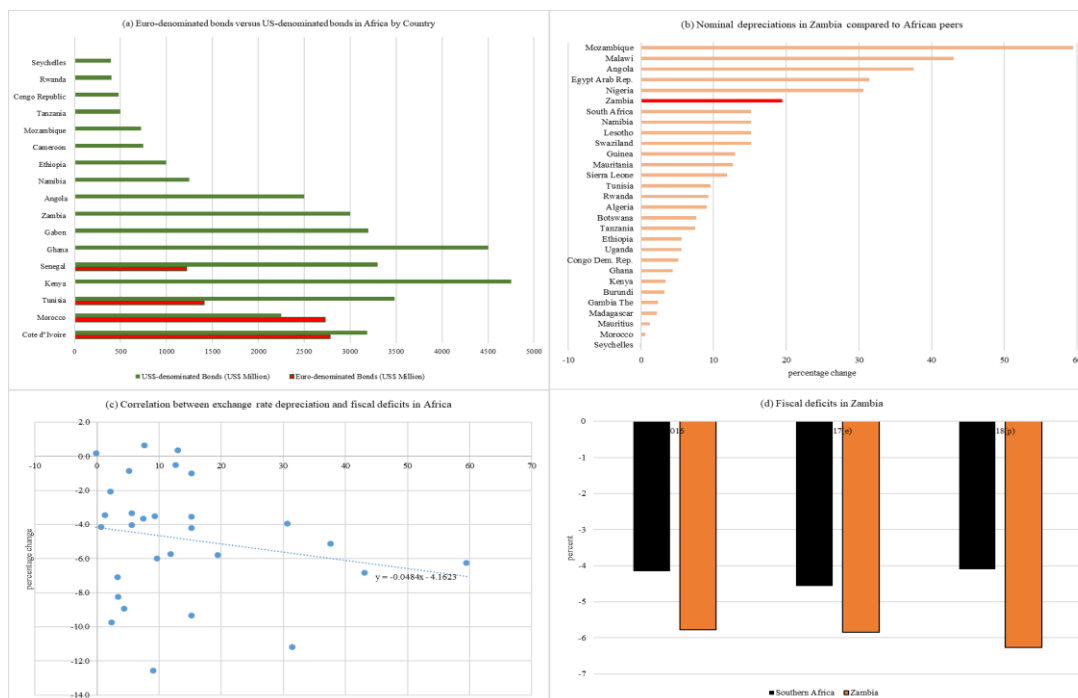 (a) Euro-denominated bonds versus US-denominated bonds in Africa by Country
Seychelles
Rwanda
Congo Republic
Tanzania
Mozambique
Cameroon
Ethiopia
Namibia
Angola
Zambia
Gabon
Ghana
Senegal
Kenya
Tunisia
Morocco
Cote d'Ivoire
0 500 1000 1500 2000 2500 3000 3500 4000 4500 5000
US$-denominated Bonds (US$ Million) Euro-denominated Bonds (US$ Million)
(b) Nominal depreciations in Zambia compared to African peers
Mozambique
Malawi
Angola
Egypt Arab Rep.
Nigeria
Zambia
South Africa
Namibia
Lesotho
Swaziland
Guinea
Mauritania
Sierra Leone
Tunisia
Rwanda
Algeria
Botswana
Tanzania
Ethiopia
Uganda
Congo Dem. Rep.
Ghana
Kenya
Burundi
Gambia The
Madagascar
Mauritius
Morocco
Seychelles
-10 0 10 20 30 40 50 60
percentage change
(c) Correlation between exchange rate depreciation and fiscal deficits in Africa
2.0
0.0
-10 0 10 20 30 40 50 60 70
-2.0
-4.0
-6.0
-8.0
-10.0
-12.0
-14.0
percentage change
y = -0.0484x - 4.1623
(d) Fiscal deficits in Zambia
0
-1
-2
-3
-4
-5
-6
-7
percent
016 17(e) 18(p)
Southern Africa Zambia